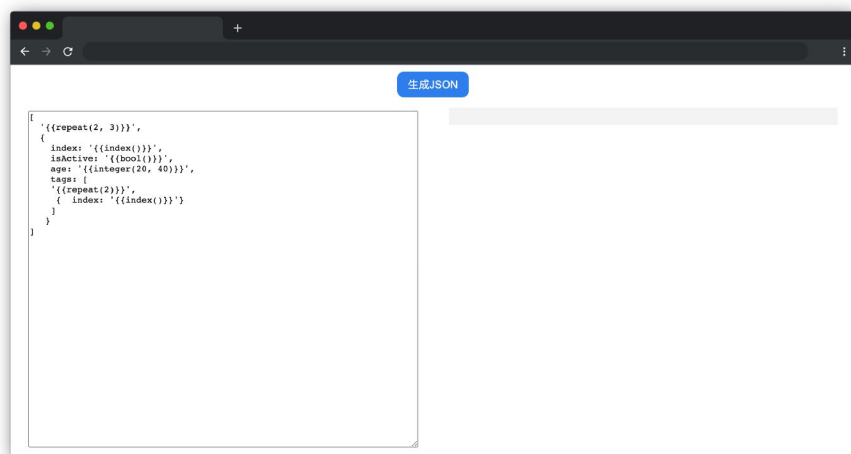 生成JSON
[
'{{repeat(2, 3)}}',
{
index: '{{index()}}',
isActive: '{{bool()}}',
age: '{{integer(20, 40)}}',
tags: [
'{{repeat(2)}}',
{  index: '{{index()}}'}
]
}
]